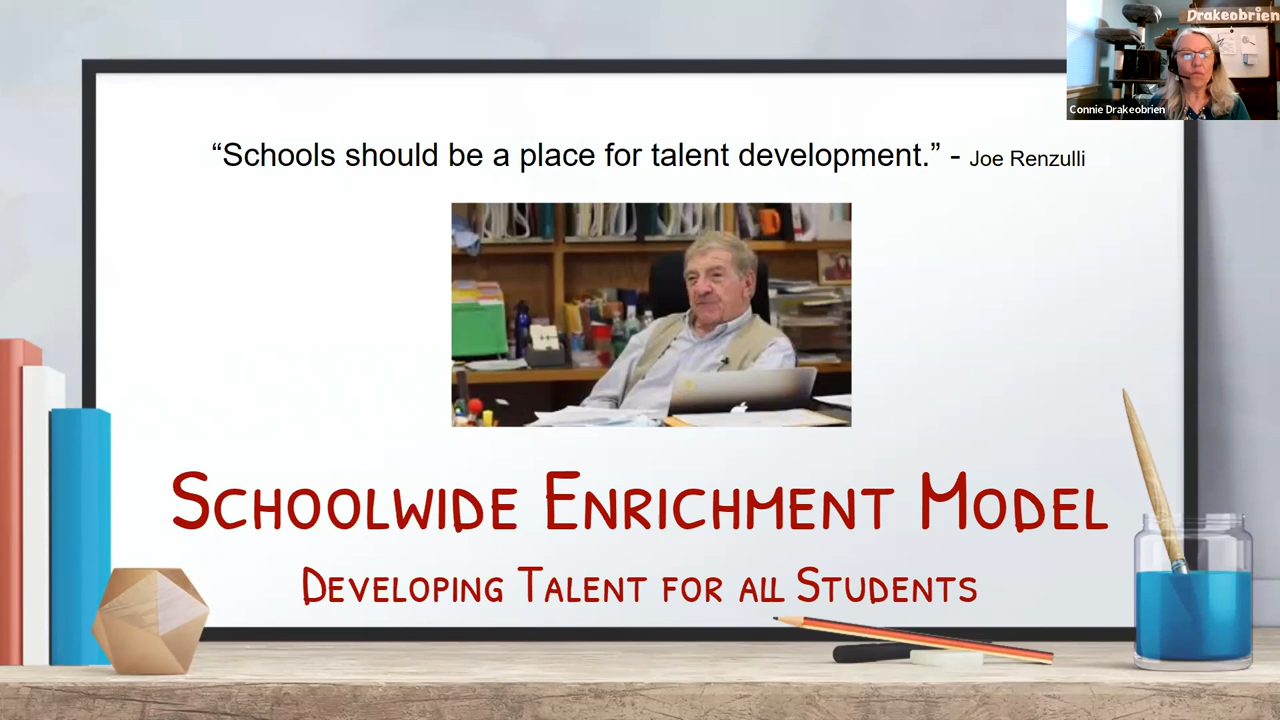 Drakeobrien
Connie Drakeobrien
“Schools should be a place for talent development.” - Joe Renzulli
Schoolwide Enrichment Model
Developing Talent for all Students